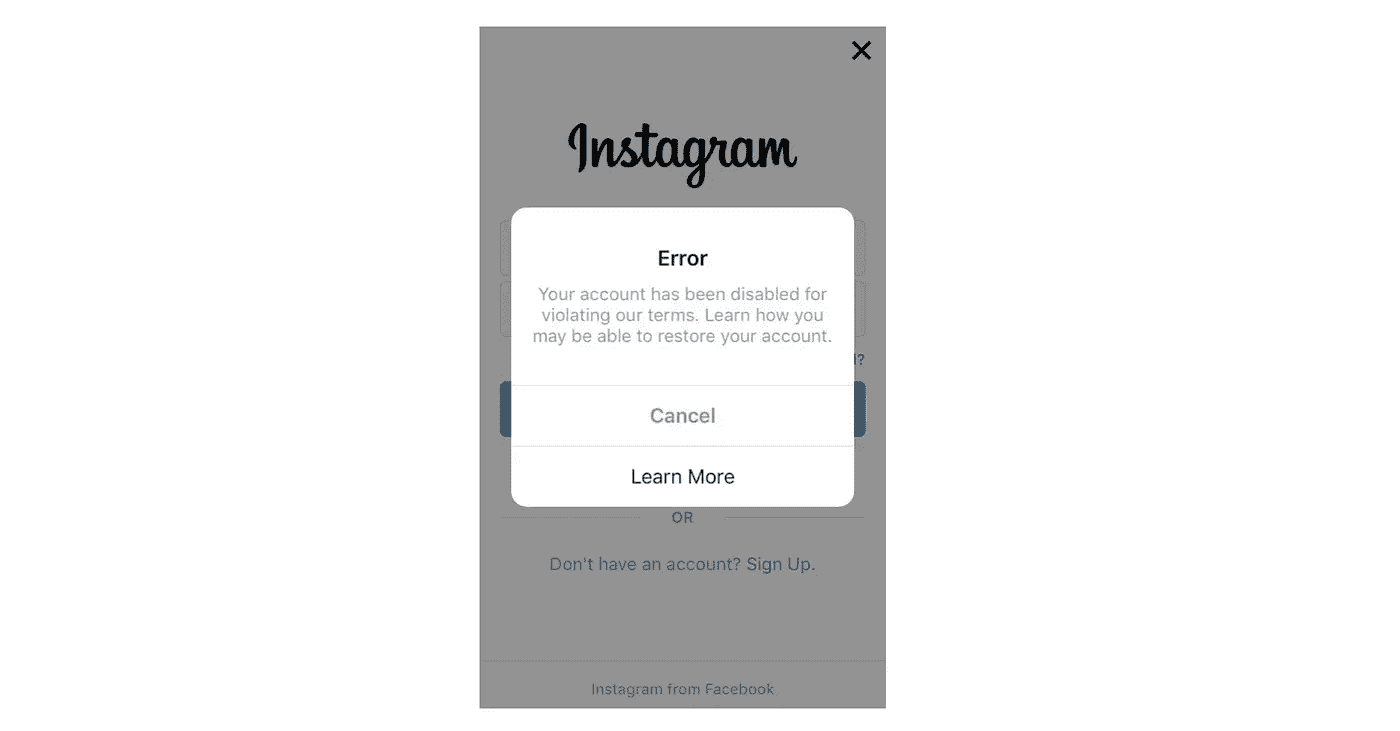 Instagram
Error
Your account has been disabled for
violating our terms. Learn how you
may be able to restore your account.
?
Cancel
Learn More
OR
Don't have an account? Sign Up.
Instagram from Facebook